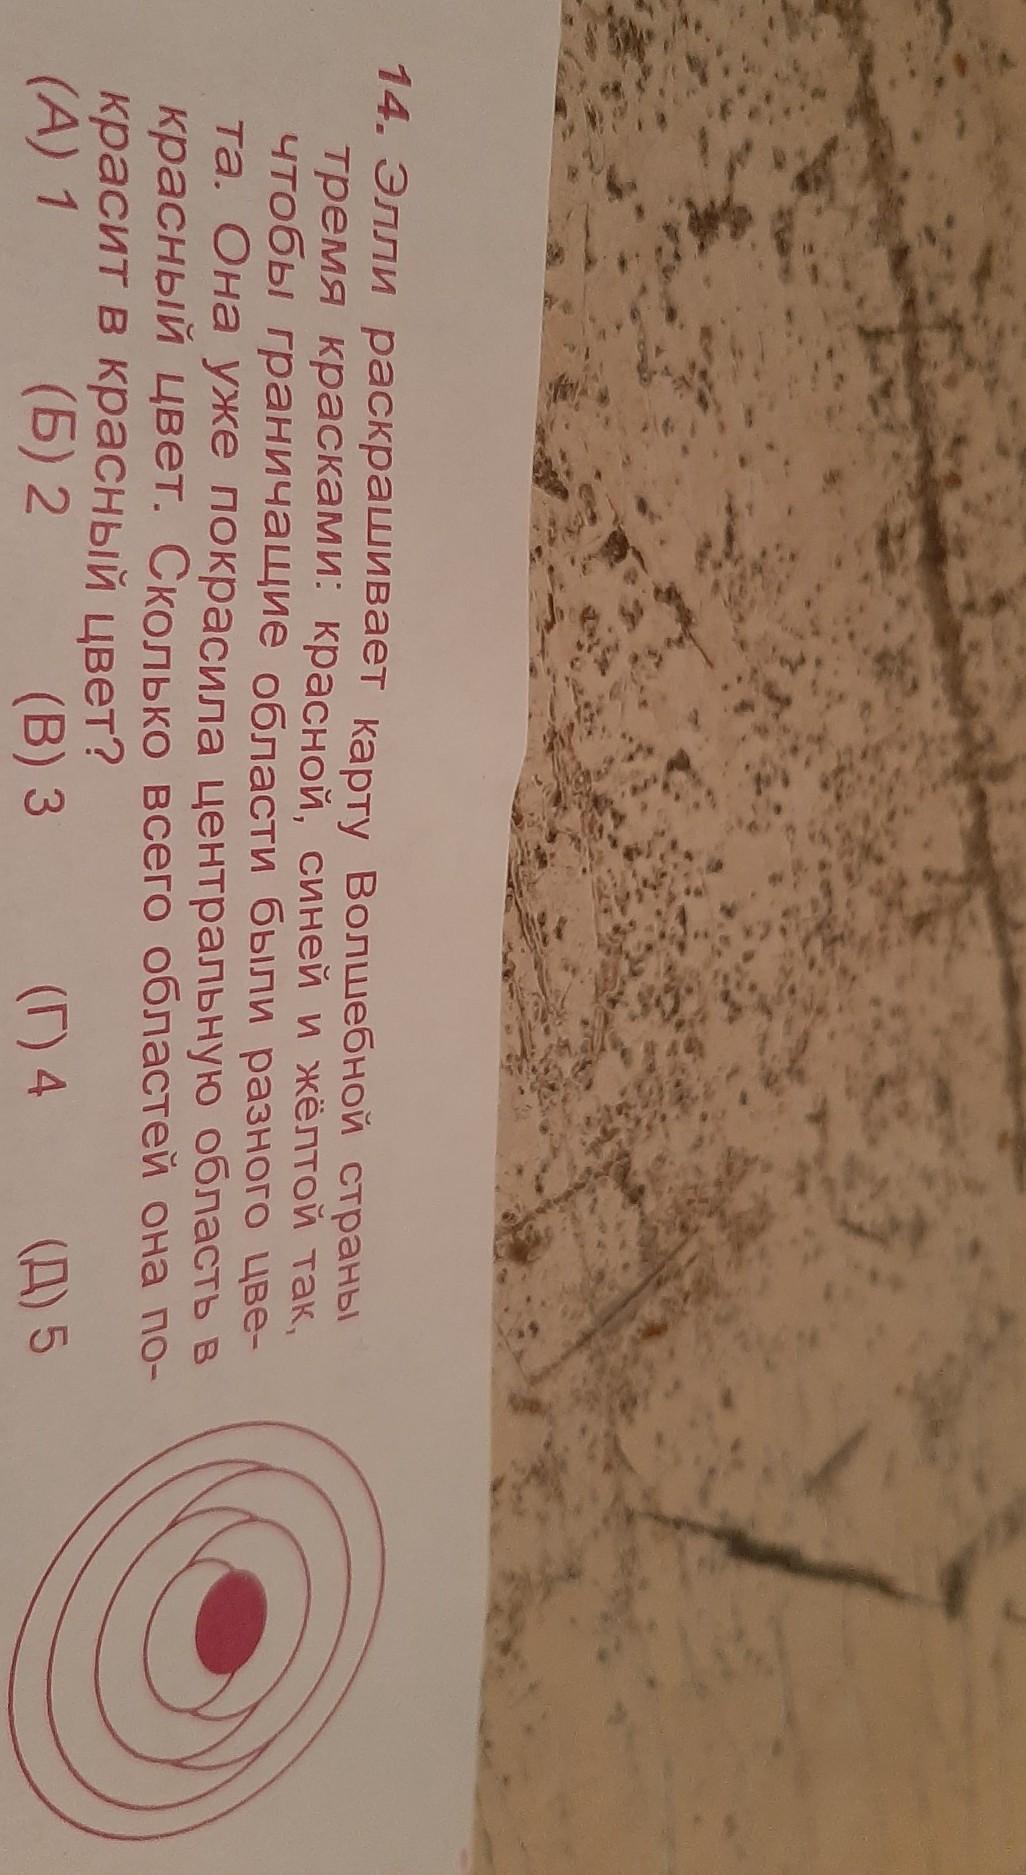 14. Элли раскрашивает карту Волшебной страны
тремя красками: красной, синей и жёлтой так,
чтобы граничащие области были разного цве-
та. Она уже покрасила центральную область в
красный цвет. Сколько всего областей она по-
красит в красный цвет?
(А) 1 (Б) 2 (В) 3 (Г) 4 (Д) 5